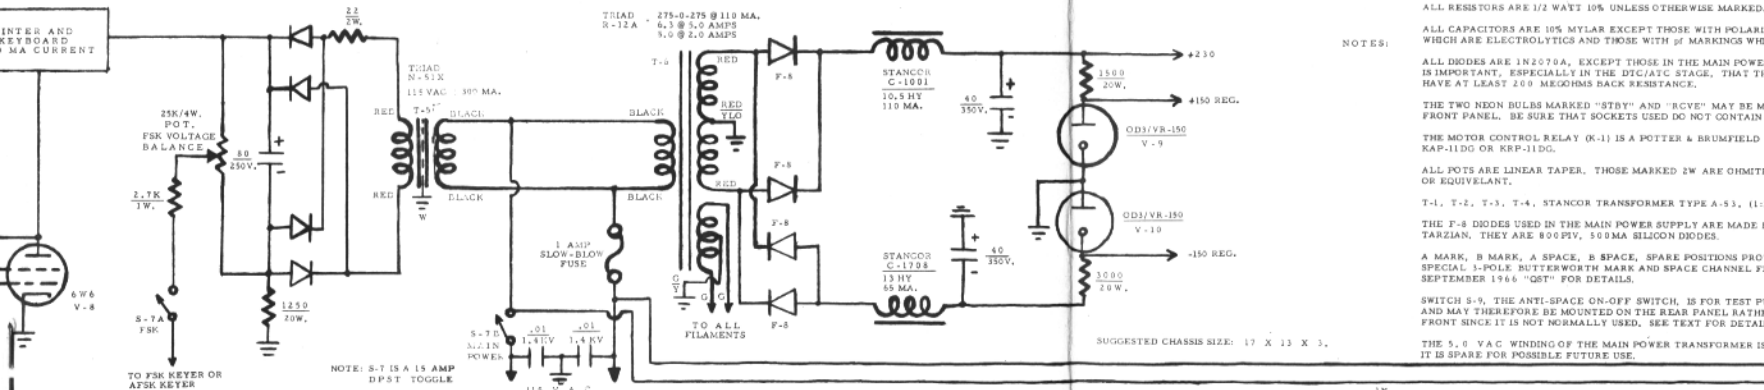 INTER AND
KEYBOARD
MA CURRENT
22
2W.
25K/4W.
POT.
FSK VOLTAGE
BALANCE
80
250V.
2.7K
1W.
6W6
V-8
S-7A
FSK
1250
20W.
TO FSK KEYER OR
AFSK KEYER
TRIAD
N-51X
115 VAC
300 MA.
RED
RED
T-5
W
BLACK
BLACK
BLACK
BLACK
1 AMP
SLOW-BLOW
FUSE
S-7B
MAIN
POWER
.01
1.4 KV
.01
1.4 KV
NOTE: S-7 IS A 15 AMP
DPST TOGGLE
TRIAD
R-12A
275-0-275 @ 110 MA.
6.3 @ 5.0 AMPS
5.0 @ 2.0 AMPS
T-6
RED
RED
YLO
RED
G
Y
G
G
TO ALL
FILAMENTS
F-8
F-8
F-8
STANCOR
C-1001
10.5 HY
110 MA.
40
350V.
STANCOR
C-1708
13 HY
65 MA.
40
350V.
+230
1500
20W.
+150 REG.
OD3/VR-150
V-9
OD3/VR-150
V-10
-150 REG.
3000
20W.
SUGGESTED CHASSIS SIZE: 17 X 13 X 3.
NOTES:
ALL RESISTORS ARE 1/2 WATT 10% UNLESS OTHERWISE MARKED.
ALL CAPACITORS ARE 10% MYLAR EXCEPT THOSE WITH POLARI
WHICH ARE ELECTROLYTICS AND THOSE WITH pf MARKINGS WH
ALL DIODES ARE 1N2070A, EXCEPT THOSE IN THE MAIN POWE
IS IMPORTANT, ESPECIALLY IN THE DTC/ATC STAGE, THAT TH
HAVE AT LEAST 200 MEGOHMS BACK RESISTANCE.
THE TWO NEON BULBS MARKED "STBY" AND "RCVE" MAY BE M
FRONT PANEL. BE SURE THAT SOCKETS USED DO NOT CONTAIN
THE MOTOR CONTROL RELAY (K-1) IS A POTTER & BRUMFIELD
KAP-11DG OR KRP-11DG.
ALL POTS ARE LINEAR TAPER. THOSE MARKED 2W ARE OHMITE
OR EQUIVELANT.
T-1, T-2, T-3, T-4, STANCOR TRANSFORMER TYPE A-53, (1:
THE F-8 DIODES USED IN THE MAIN POWER SUPPLY ARE MADE
TARZIAN. THEY ARE 800PIV, 500MA SILICON DIODES.
A MARK, B MARK, A SPACE, B SPACE, SPARE POSITIONS PRO
SPECIAL 3-POLE BUTTERWORTH MARK AND SPACE CHANNEL F
SEPTEMBER 1966 "QST" FOR DETAILS.
SWITCH S-9, THE ANTI-SPACE ON-OFF SWITCH, IS FOR TEST P
AND MAY THEREFORE BE MOUNTED ON THE REAR PANEL RATHE
FRONT SINCE IT IS NOT NORMALLY USED. SEE TEXT FOR DETAI
THE 5.0 VAC WINDING OF THE MAIN POWER TRANSFORMER IS
IT IS SPARE FOR POSSIBLE FUTURE USE.